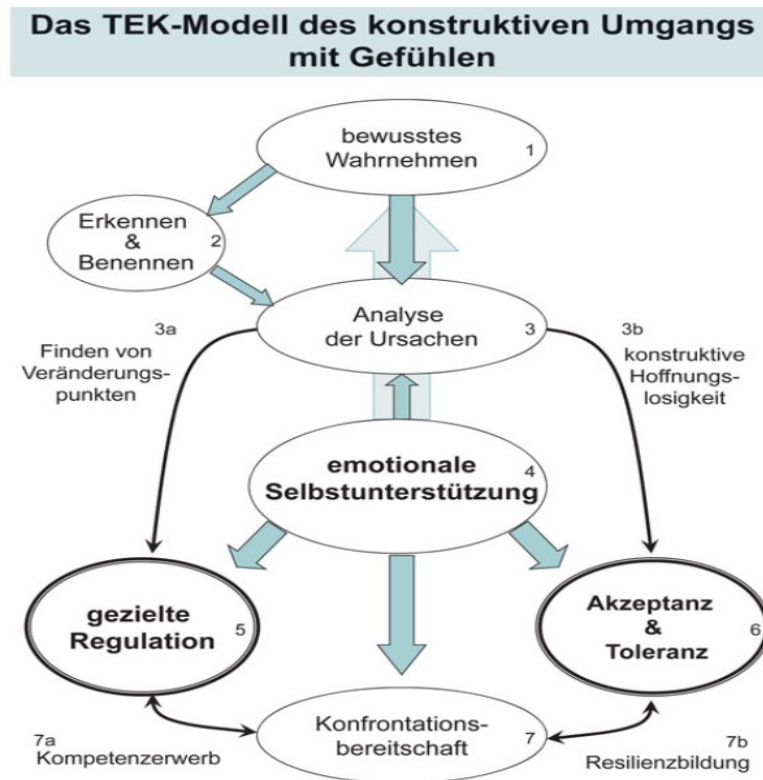 Das TEK-Modell des konstruktiven Umgangs
mit Gefühlen
bewusstes
Wahrnehmen
1
Erkennen
&
Benennen
2
Analyse
der Ursachen
3
3a
Finden von
Veränderungs-
punkten
3b
konstruktive
Hoffnungs-
losigkeit
emotionale
Selbstunterstützung
4
gezielte
Regulation
5
Akzeptanz
&
Toleranz
6
Konfrontations-
bereitschaft
7
7a
Kompetenzerwerb
7b
Resilienzbildung